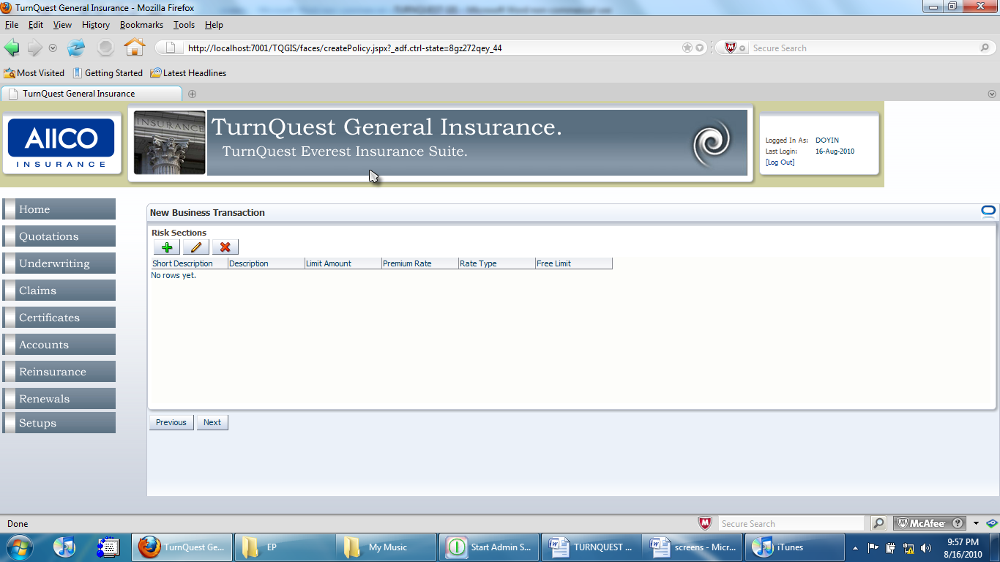 TurnQuest General Insurance - Mozilla Firefox
File Edit View History Bookmarks Tools Help
http://localhost:7001/TQGIS/faces/createPolicy.jspx?_adf.ctrl-state=8gz272qey_44
Secure Search
Most Visited Getting Started Latest Headlines
TurnQuest General Insurance
AIICO
INSURANCE
INSURANCE
TurnQuest General Insurance.
TurnQuest Everest Insurance Suite.
Logged In As: DOYIN
Last Login: 16-Aug-2010
[Log Out]
Home
Quotations
Underwriting
Claims
Certificates
Accounts
Reinsurance
Renewals
Setups
New Business Transaction
Risk Sections
Short Description Description Limit Amount Premium Rate Rate Type Free Limit
No rows yet.
Previous Next
Done
Secure Search
McAfee
TurnQuest Ge... EP My Music Start Admin S... TURNQUEST ... screens - Micr... iTunes
9:57 PM
8/16/2010